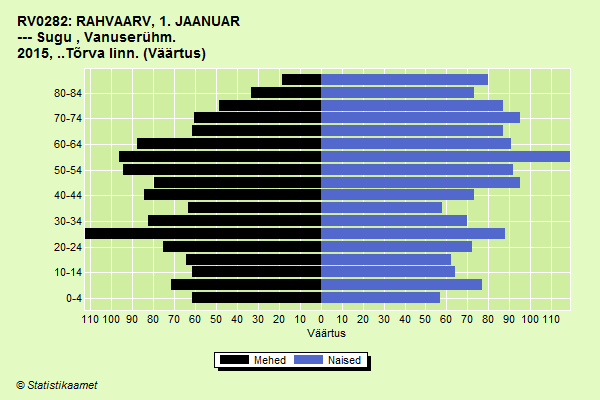 RV0282: RAHVAARV, 1. JAANUAR
--- Sugu , Vanuserühm.
2015, ..Tõrva linn. (Väärtus)
80-84
70-74
60-64
50-54
40-44
30-34
20-24
10-14
0-4
110 100 90 80 70 60 50 40 30 20 10 0 10 20 30 40 50 60 70 80 90 100 110
Väärtus
Mehed Naised
© Statistikaamet